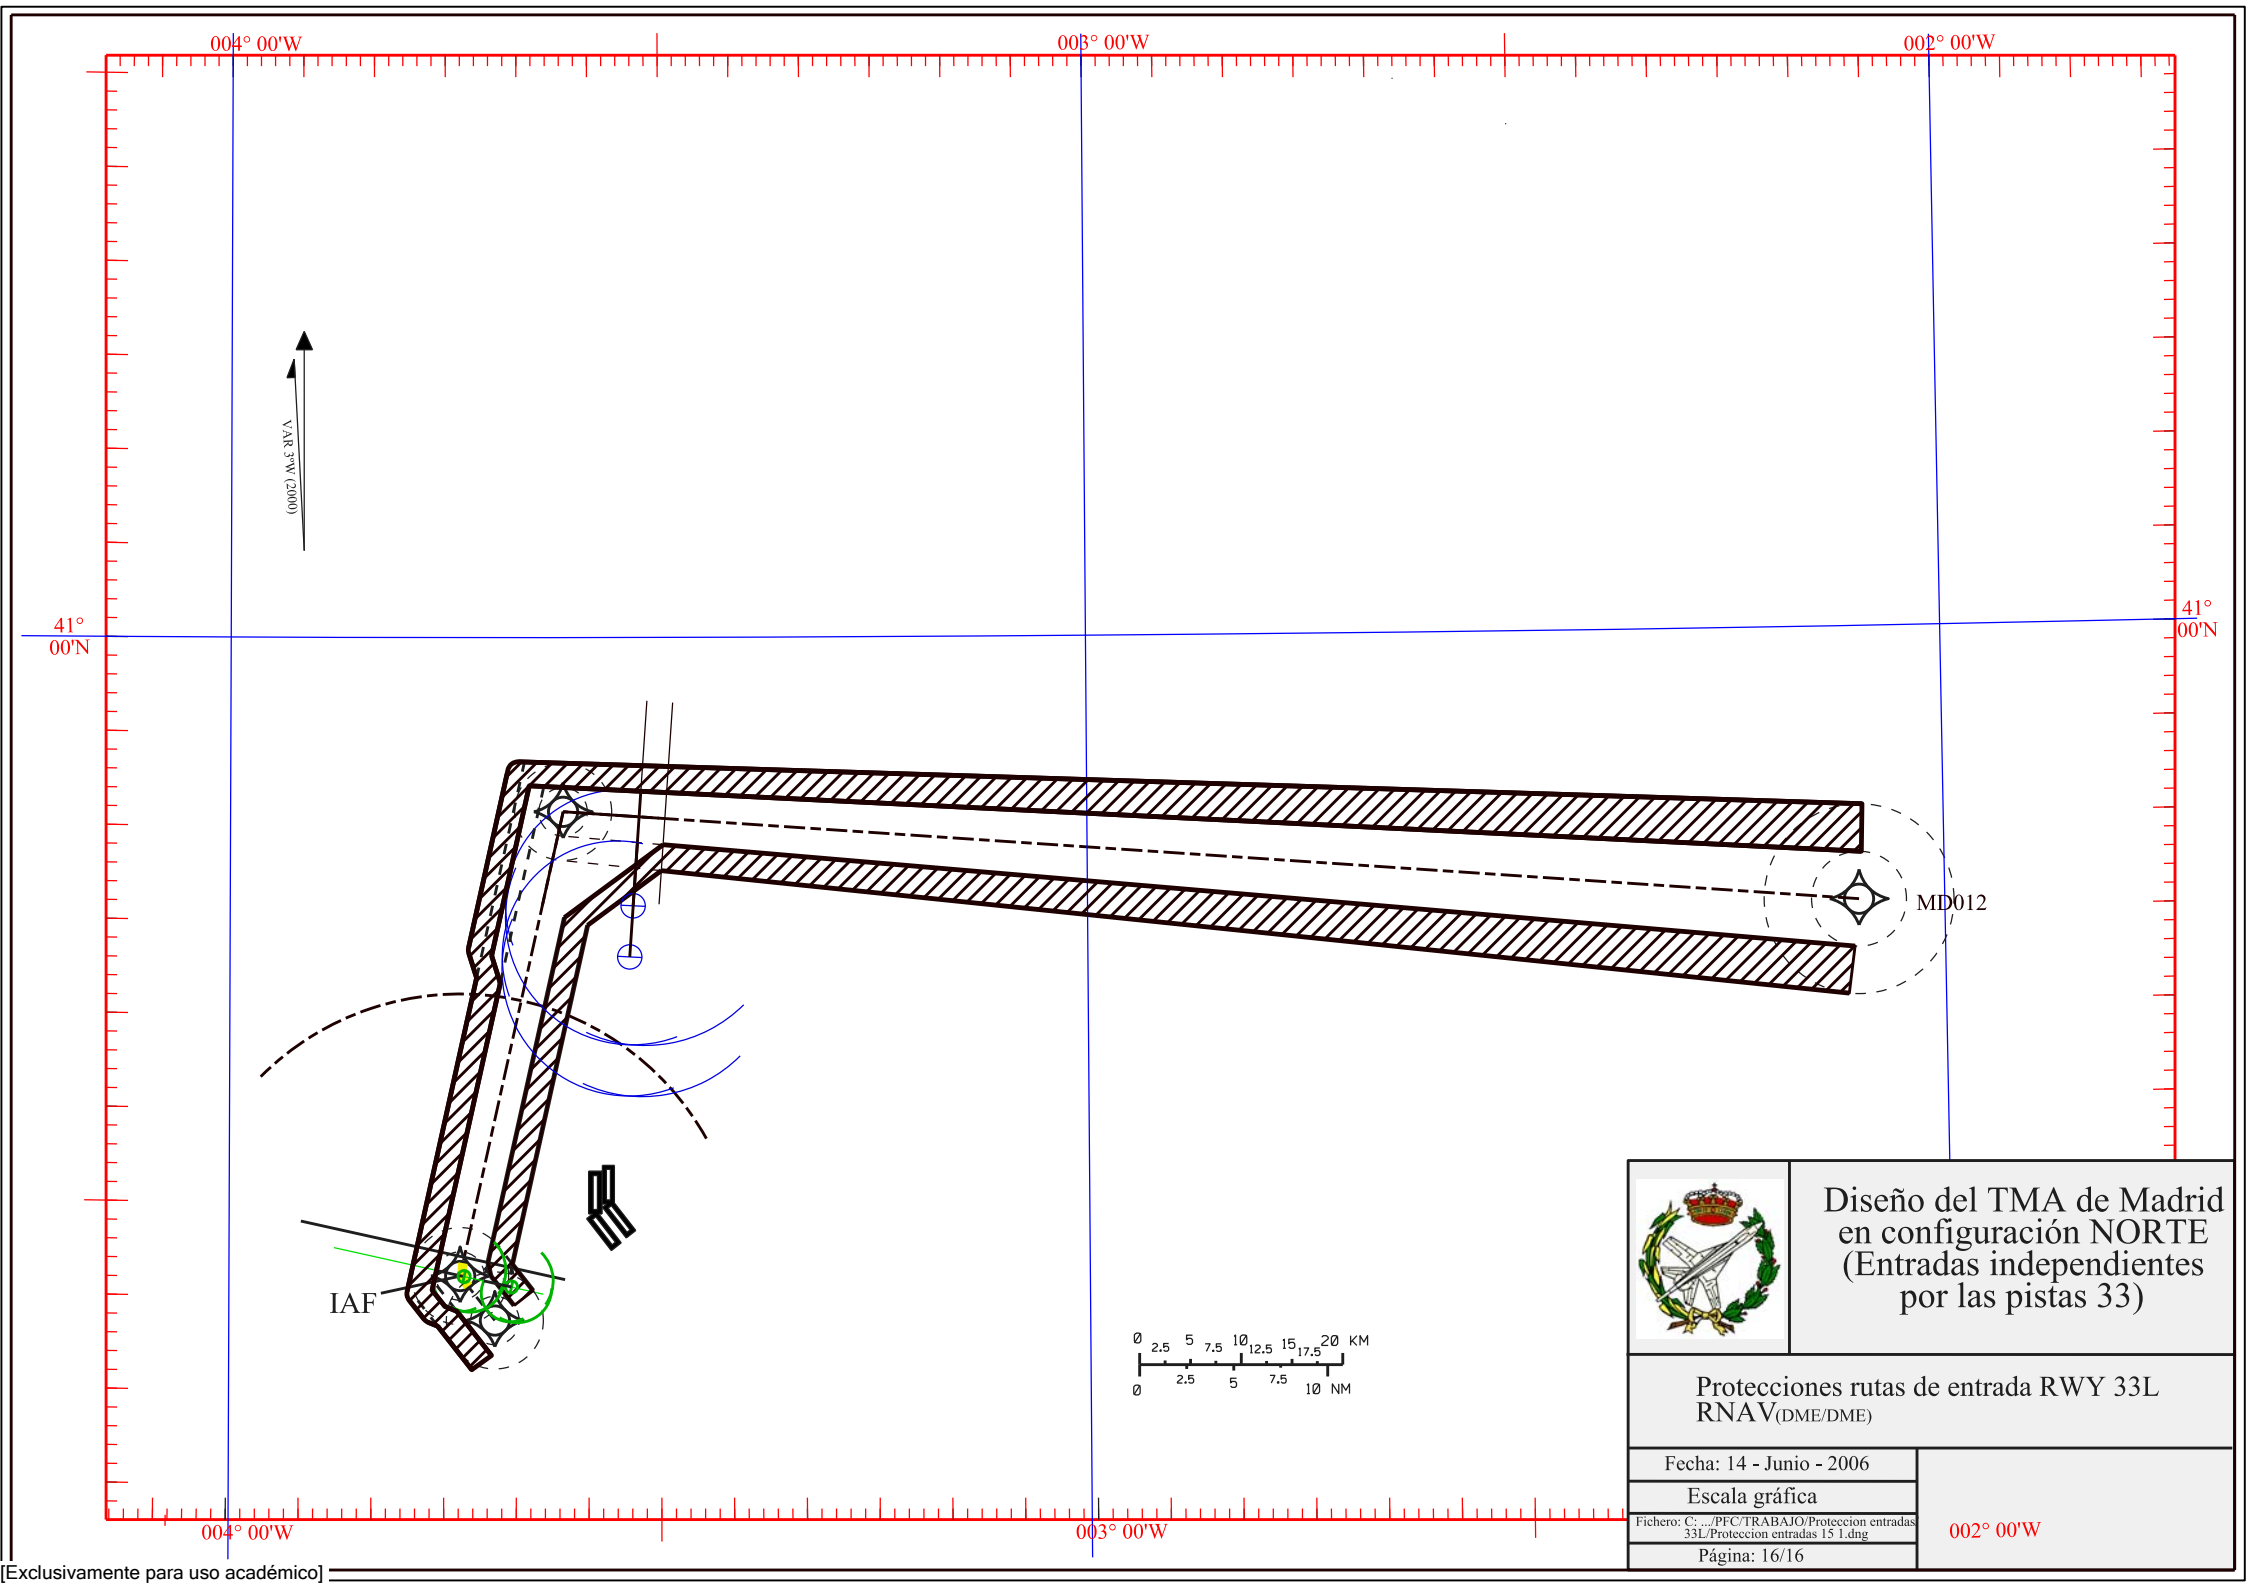 004° 00'W
003° 00'W
002° 00'W
VAR 3°W (2000)
41°
00'N
41°
00'N
MD012
IAF
0 2.5 5 7.5 10 12.5 15 17.5 20 KM
0 2.5 5 7.5 10 NM
Diseño del TMA de Madrid
en configuración NORTE
(Entradas independientes
por las pistas 33)
Protecciones rutas de entrada RWY 33L
RNAV(DME/DME)
Fecha: 14 - Junio - 2006
Escala gráfica
Fichero: C: .../PFC/TRABAJO/Proteccion entradas
33L/Proteccion entradas 15 1.dng
Página: 16/16
004° 00'W
003° 00'W
002° 00'W
[Exclusivamente para uso académico]